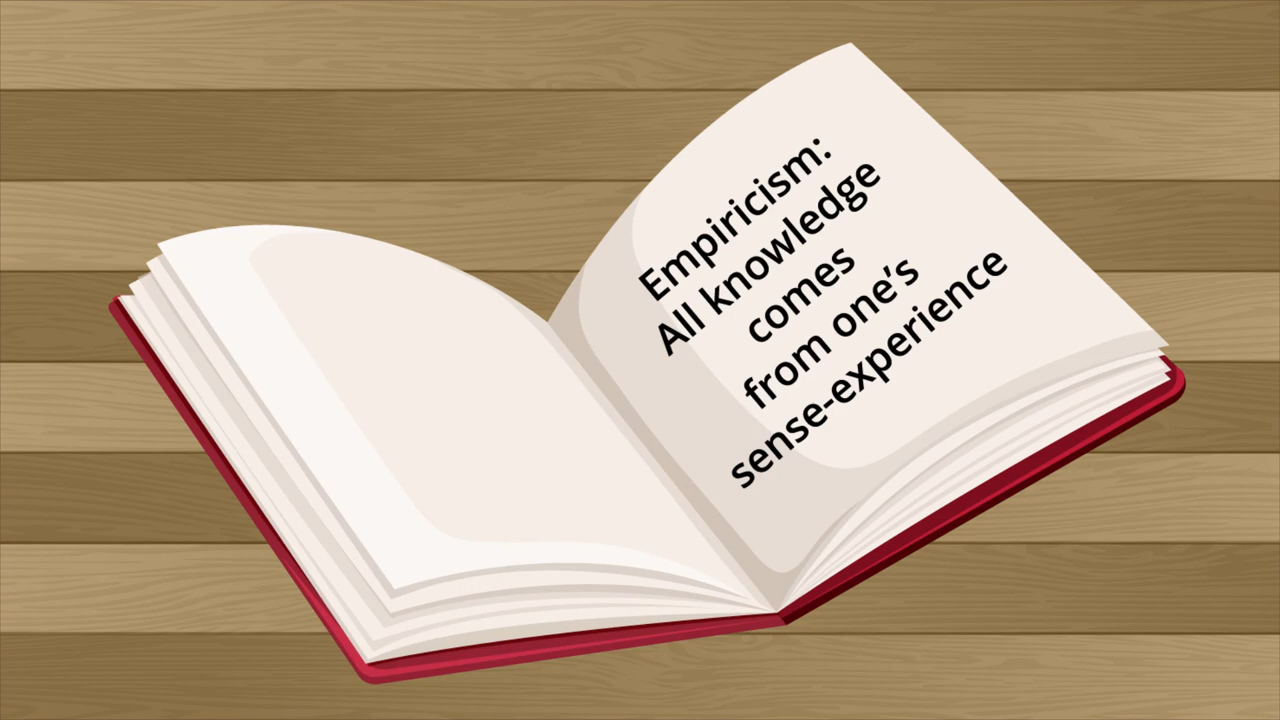 Empiricism:
All knowledge
comes
from one's
sense-experience